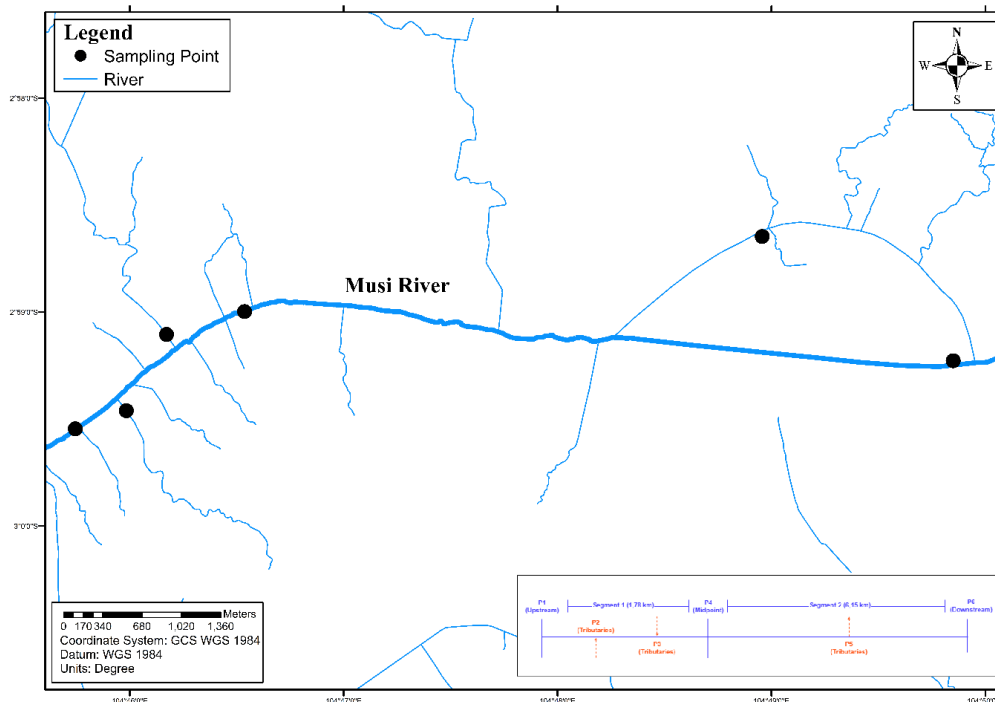 Legend
Sampling Point
River
N
W E
S
2°58'0"S
Musi River
2°59'0"S
3°0'0"S
Meters
0 170 340 680 1,020 1,360
Coordinate System: GCS WGS 1984
Datum: WGS 1984
Units: Degree
P1
(Upstream)
Segment 1 (1.78 km)
P4
(Midpoint)
Segment 2 (6.15 km)
P6
(Downstream)
P2
(Tributaries)
P3
(Tributaries)
P5
(Tributaries)
104°47'0"E
104°48'0"E
104°49'0"E